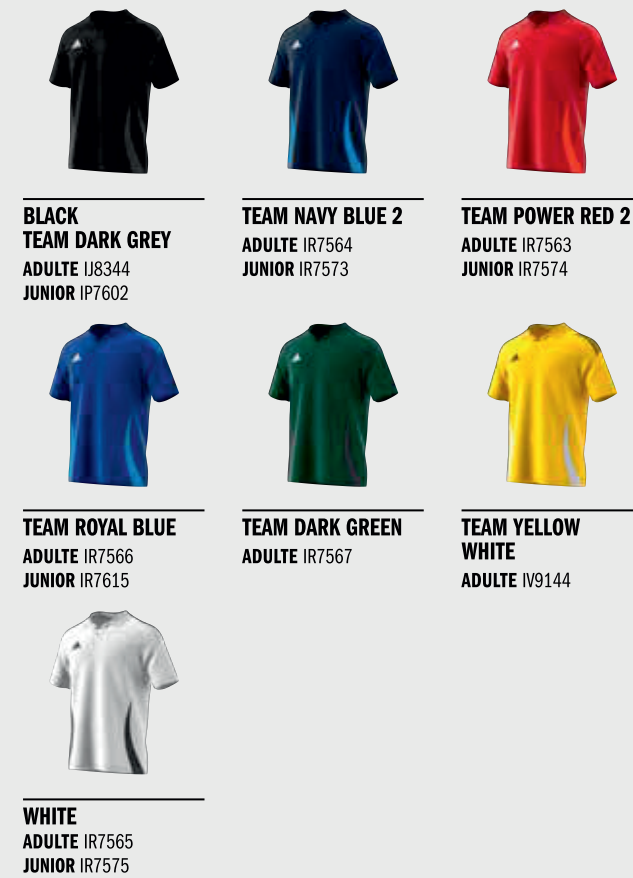 BLACK
TEAM DARK GREY
ADULTE IJ8344
JUNIOR IP7602
TEAM NAVY BLUE 2
ADULTE IR7564
JUNIOR IR7573
TEAM POWER RED 2
ADULTE IR7563
JUNIOR IR7574
TEAM ROYAL BLUE
ADULTE IR7566
JUNIOR IR7615
TEAM DARK GREEN
ADULTE IR7567
TEAM YELLOW
WHITE
ADULTE IV9144
WHITE
ADULTE IR7565
JUNIOR IR7575